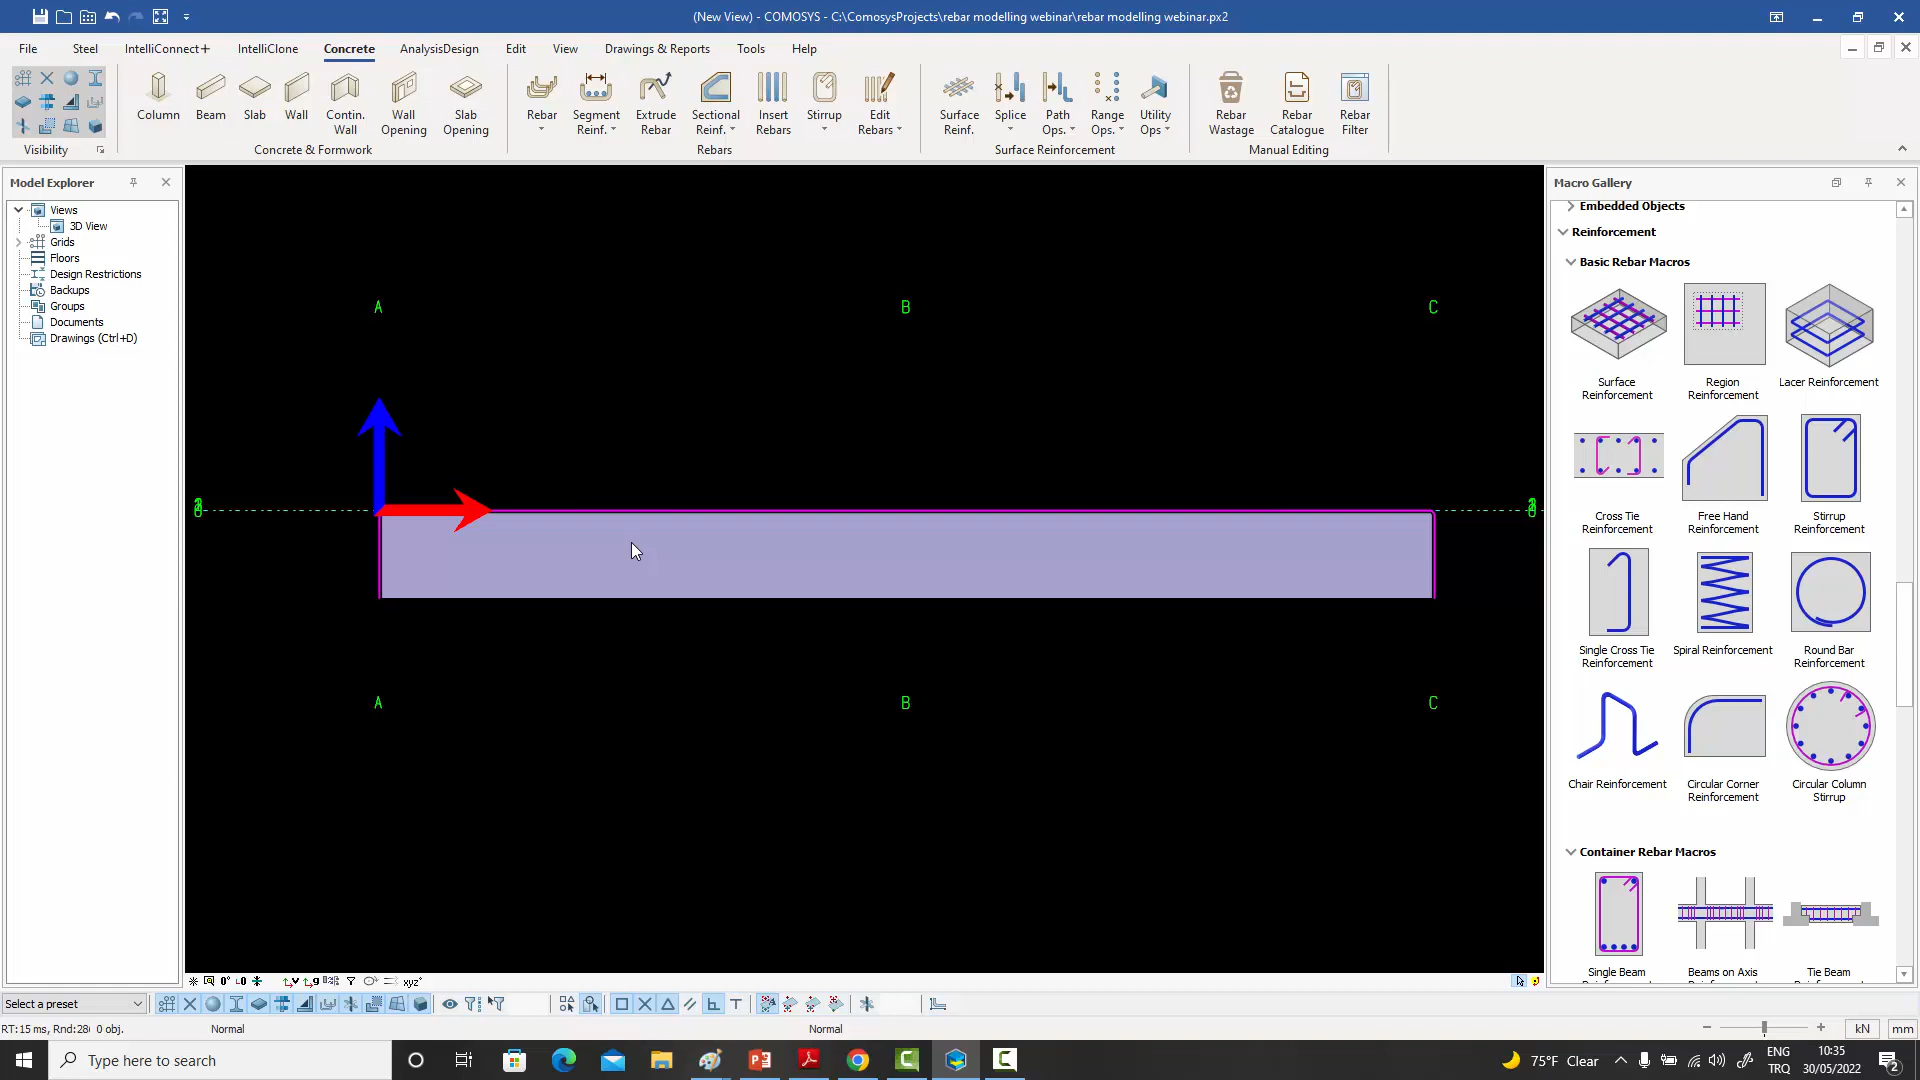 (New View) - COMOSYS - C:\ComosysProjects\rebar modelling webinar\rebar modelling webinar.px2
File Steel IntelliConnect+ IntelliClone Concrete AnalysisDesign Edit View Drawings & Reports Tools Help
Column Beam Slab Wall Contin. Wall Wall Opening Slab Opening Rebar Segment Reinf. Extrude Rebar Sectional Reinf. Insert Rebars Stirrup Edit Rebars Surface Reinf. Splice Path Ops. Range Ops. Utility Ops Rebar Wastage Rebar Catalogue Rebar Filter
Visibility Concrete & Formwork Rebars Surface Reinforcement Manual Editing
Model Explorer
Views
3D View
Grids
Floors
Design Restrictions
Backups
Groups
Documents
Drawings (Ctrl+D)
A B C
A B C
Macro Gallery
Embedded Objects
Reinforcement
Basic Rebar Macros
Surface Reinforcement
Region Reinforcement
Lacer Reinforcement
Cross Tie Reinforcement
Free Hand Reinforcement
Stirrup Reinforcement
Single Cross Tie Reinforcement
Spiral Reinforcement
Round Bar Reinforcement
Chair Reinforcement
Circular Corner Reinforcement
Circular Column Stirrup
Container Rebar Macros
Single Beam
Beams on Axis
Tie Beam
xyz
Select a preset
RT:15 ms, Rnd:28 0 obj. Normal Normal kN mm
Type here to search
75°F Clear
ENG
TRQ
10:35
30/05/2022
2